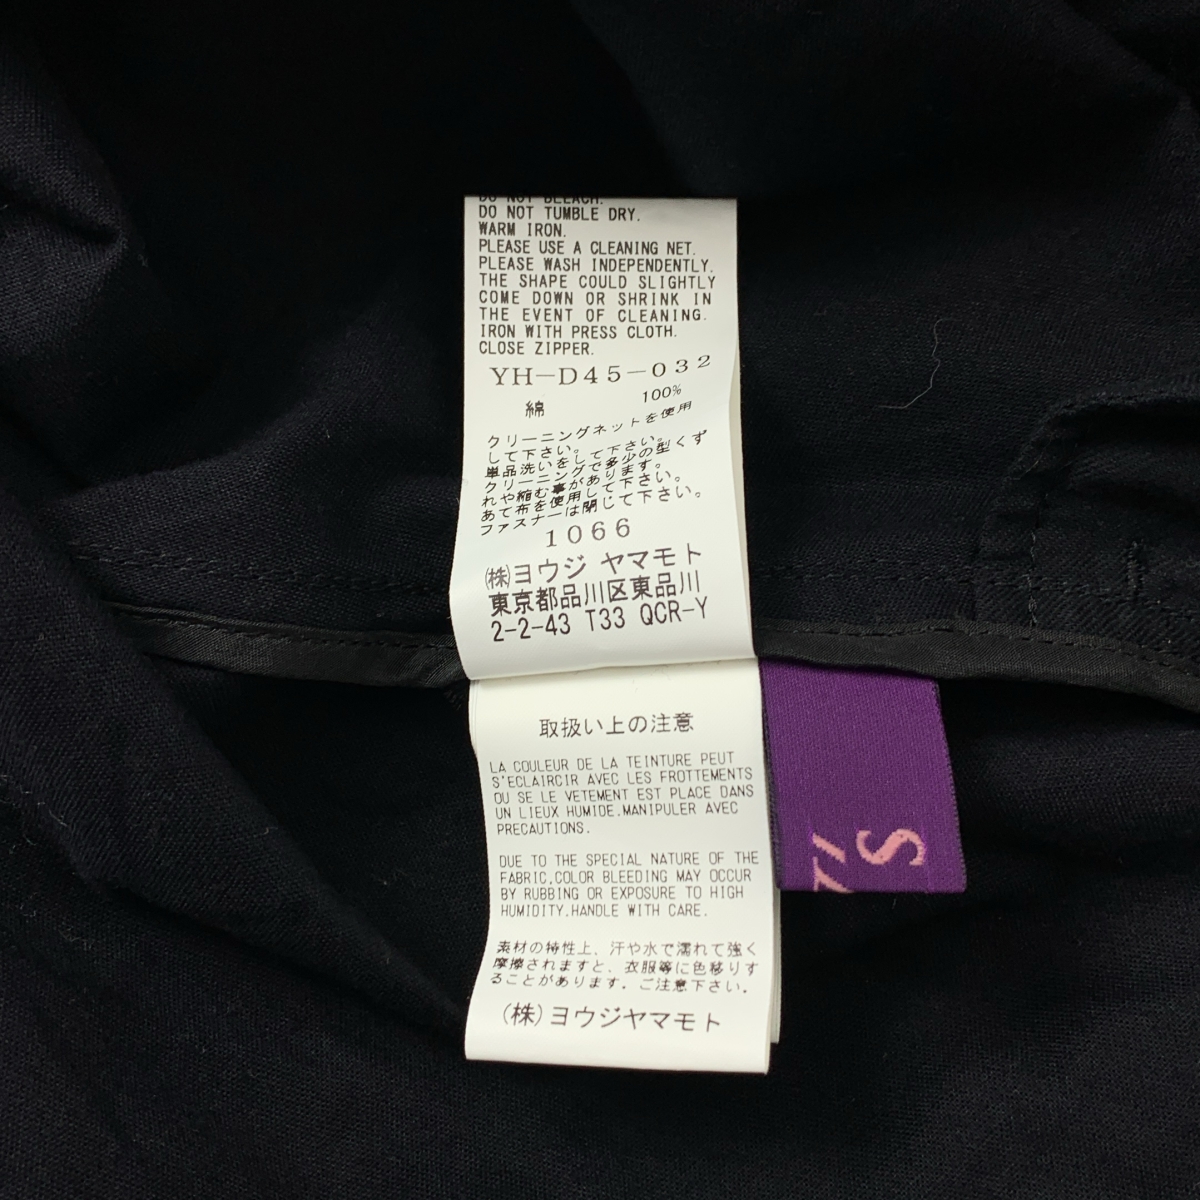 DO NOT BLEACH.
DO NOT TUMBLE DRY.
WARM IRON.
PLEASE USE A CLEANING NET.
PLEASE WASH INDEPENDENTLY.
THE SHAPE COULD SLIGHTLY
COME DOWN OR SHRINK IN
THE EVENT OF CLEANING.
IRON WITH PRESS CLOTH.
CLOSE ZIPPER.
YH-D45-032
綿 100%
クリーニングネットを使用
して下さい。
単品洗いをして下さい。
クリーニングで多少の型くず
れや縮む事があります。
あて布を使用して下さい。
ファスナーは閉じて下さい。
1066
㈱ヨウジ ヤマモト
東京都品川区東品川
2-2-43 T33 QCR-Y
取扱い上の注意
LA COULEUR DE LA TEINTURE PEUT
S'ECLAIRCIR AVEC LES FROTTEMENTS
OU SE LE VETEMENT EST PLACE DANS
UN LIEUX HUMIDE.MANIPULER AVEC
PRECAUTIONS.
DUE TO THE SPECIAL NATURE OF THE
FABRIC,COLOR BLEEDING MAY OCCUR
BY RUBBING OR EXPOSURE TO HIGH
HUMIDITY.HANDLE WITH CARE.
素材の特性上、汗や水で濡れて強く
摩擦されますと、衣服等に色移りす
ることがあります。ご注意下さい。
(株)ヨウジヤマモト
S